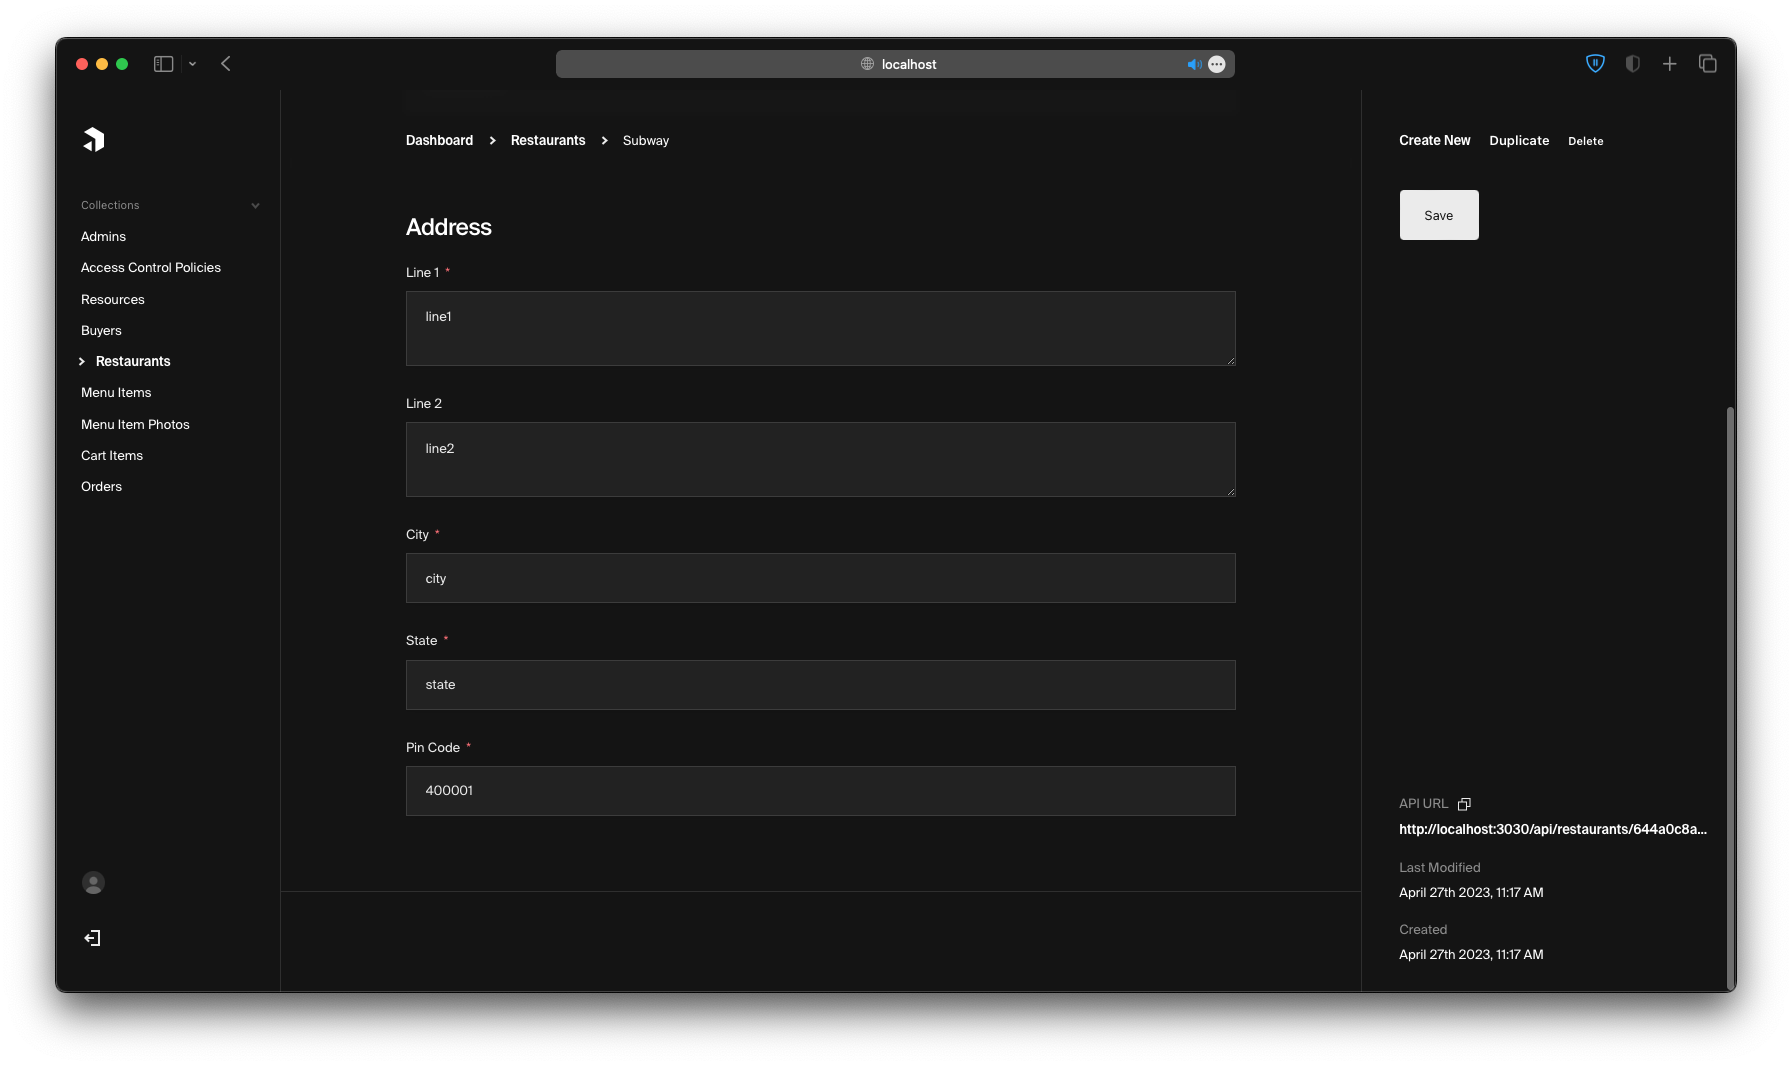 localhost
Dashboard > Restaurants > Subway
Create New Duplicate Delete
Save
Collections
Admins
Access Control Policies
Resources
Buyers
Restaurants
Menu Items
Menu Item Photos
Cart Items
Orders
Address
Line 1 *
line1
Line 2
line2
City *
city
State *
state
Pin Code *
400001
API URL
http://localhost:3030/api/restaurants/644a0c8a...
Last Modified
April 27th 2023, 11:17 AM
Created
April 27th 2023, 11:17 AM